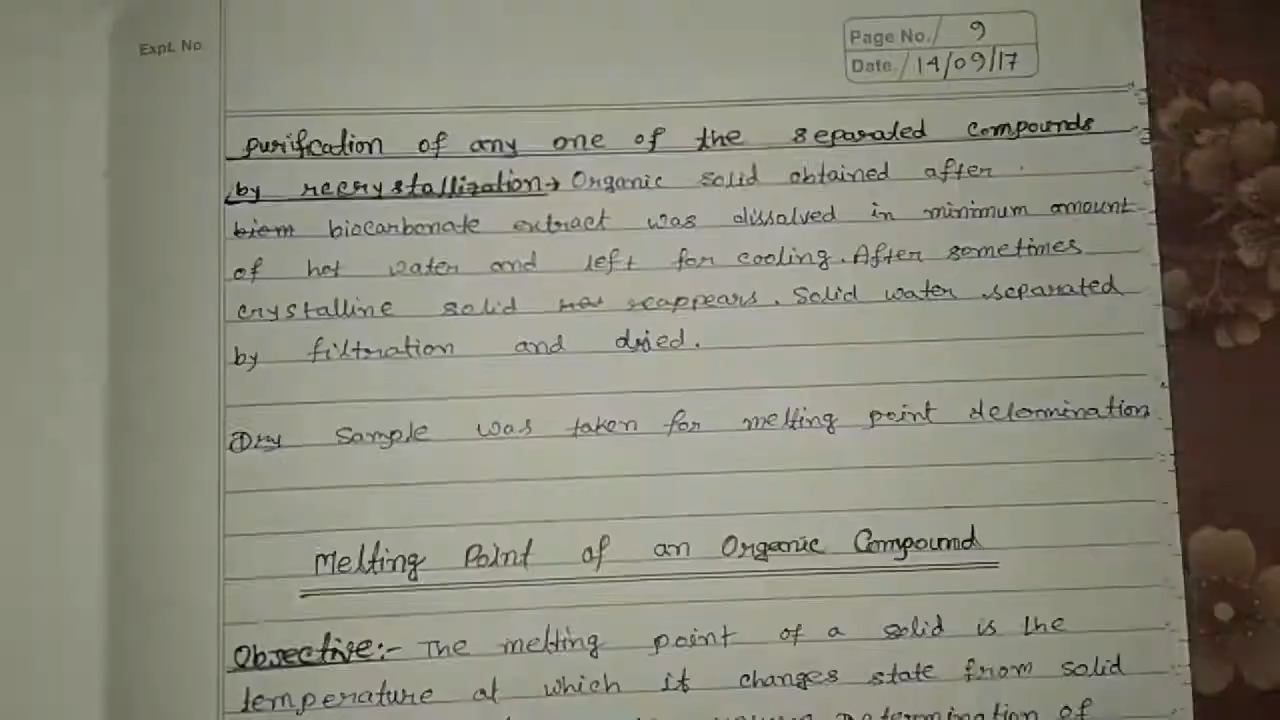 Expt. No
Page No. 9
Date. 14/09/17
purification of any one of the separated compounds
by recrystallization→ Organic solid obtained after
biocarbonate extract was dissolved in minimum amount
of hot water and left for cooling. After sometimes
crystalline solid reappears. Solid water separated
by filtration and dried.
Dry sample was taken for melting point determination
Melting Point of an Organic Compound
Objective:- The melting point of a solid is the
temperature at which it changes state from solid
determination of